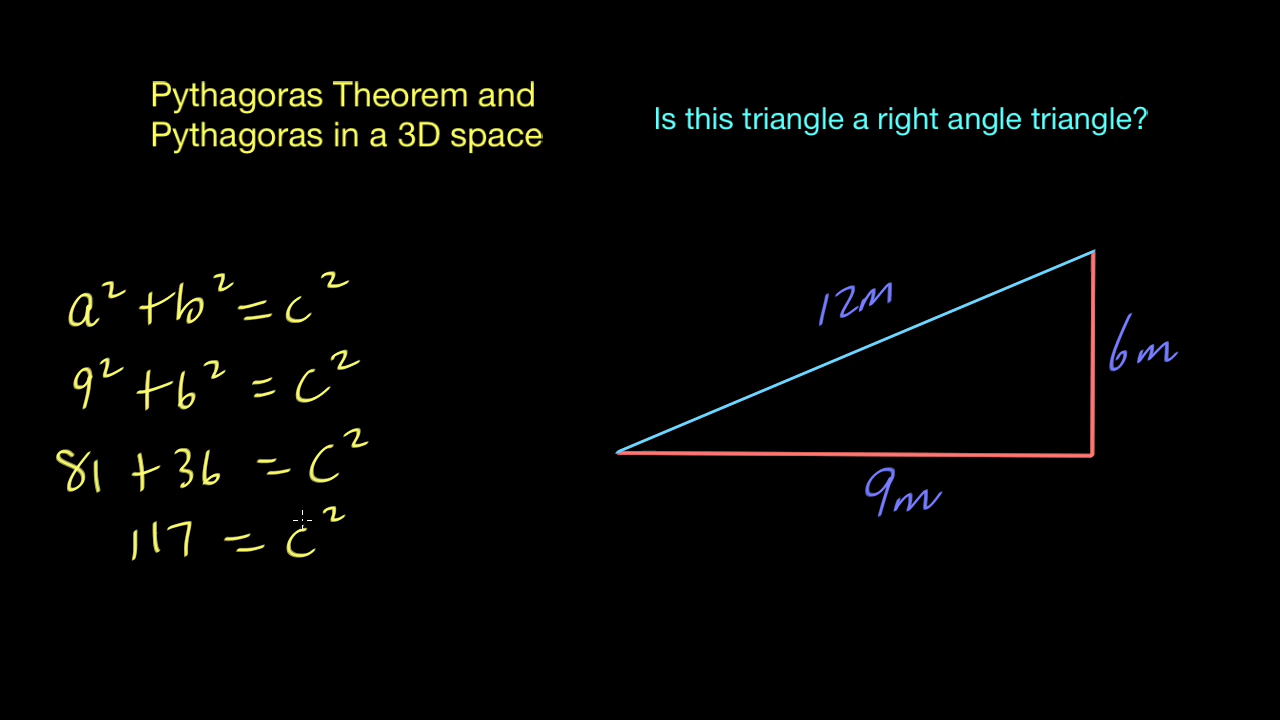 Pythagoras Theorem and
Pythagoras in a 3D space
Is this triangle a right angle triangle?
a² + b² = c²
9² + 6² = c²
81 + 36 = c²
117 = c²
12m
6m
9m